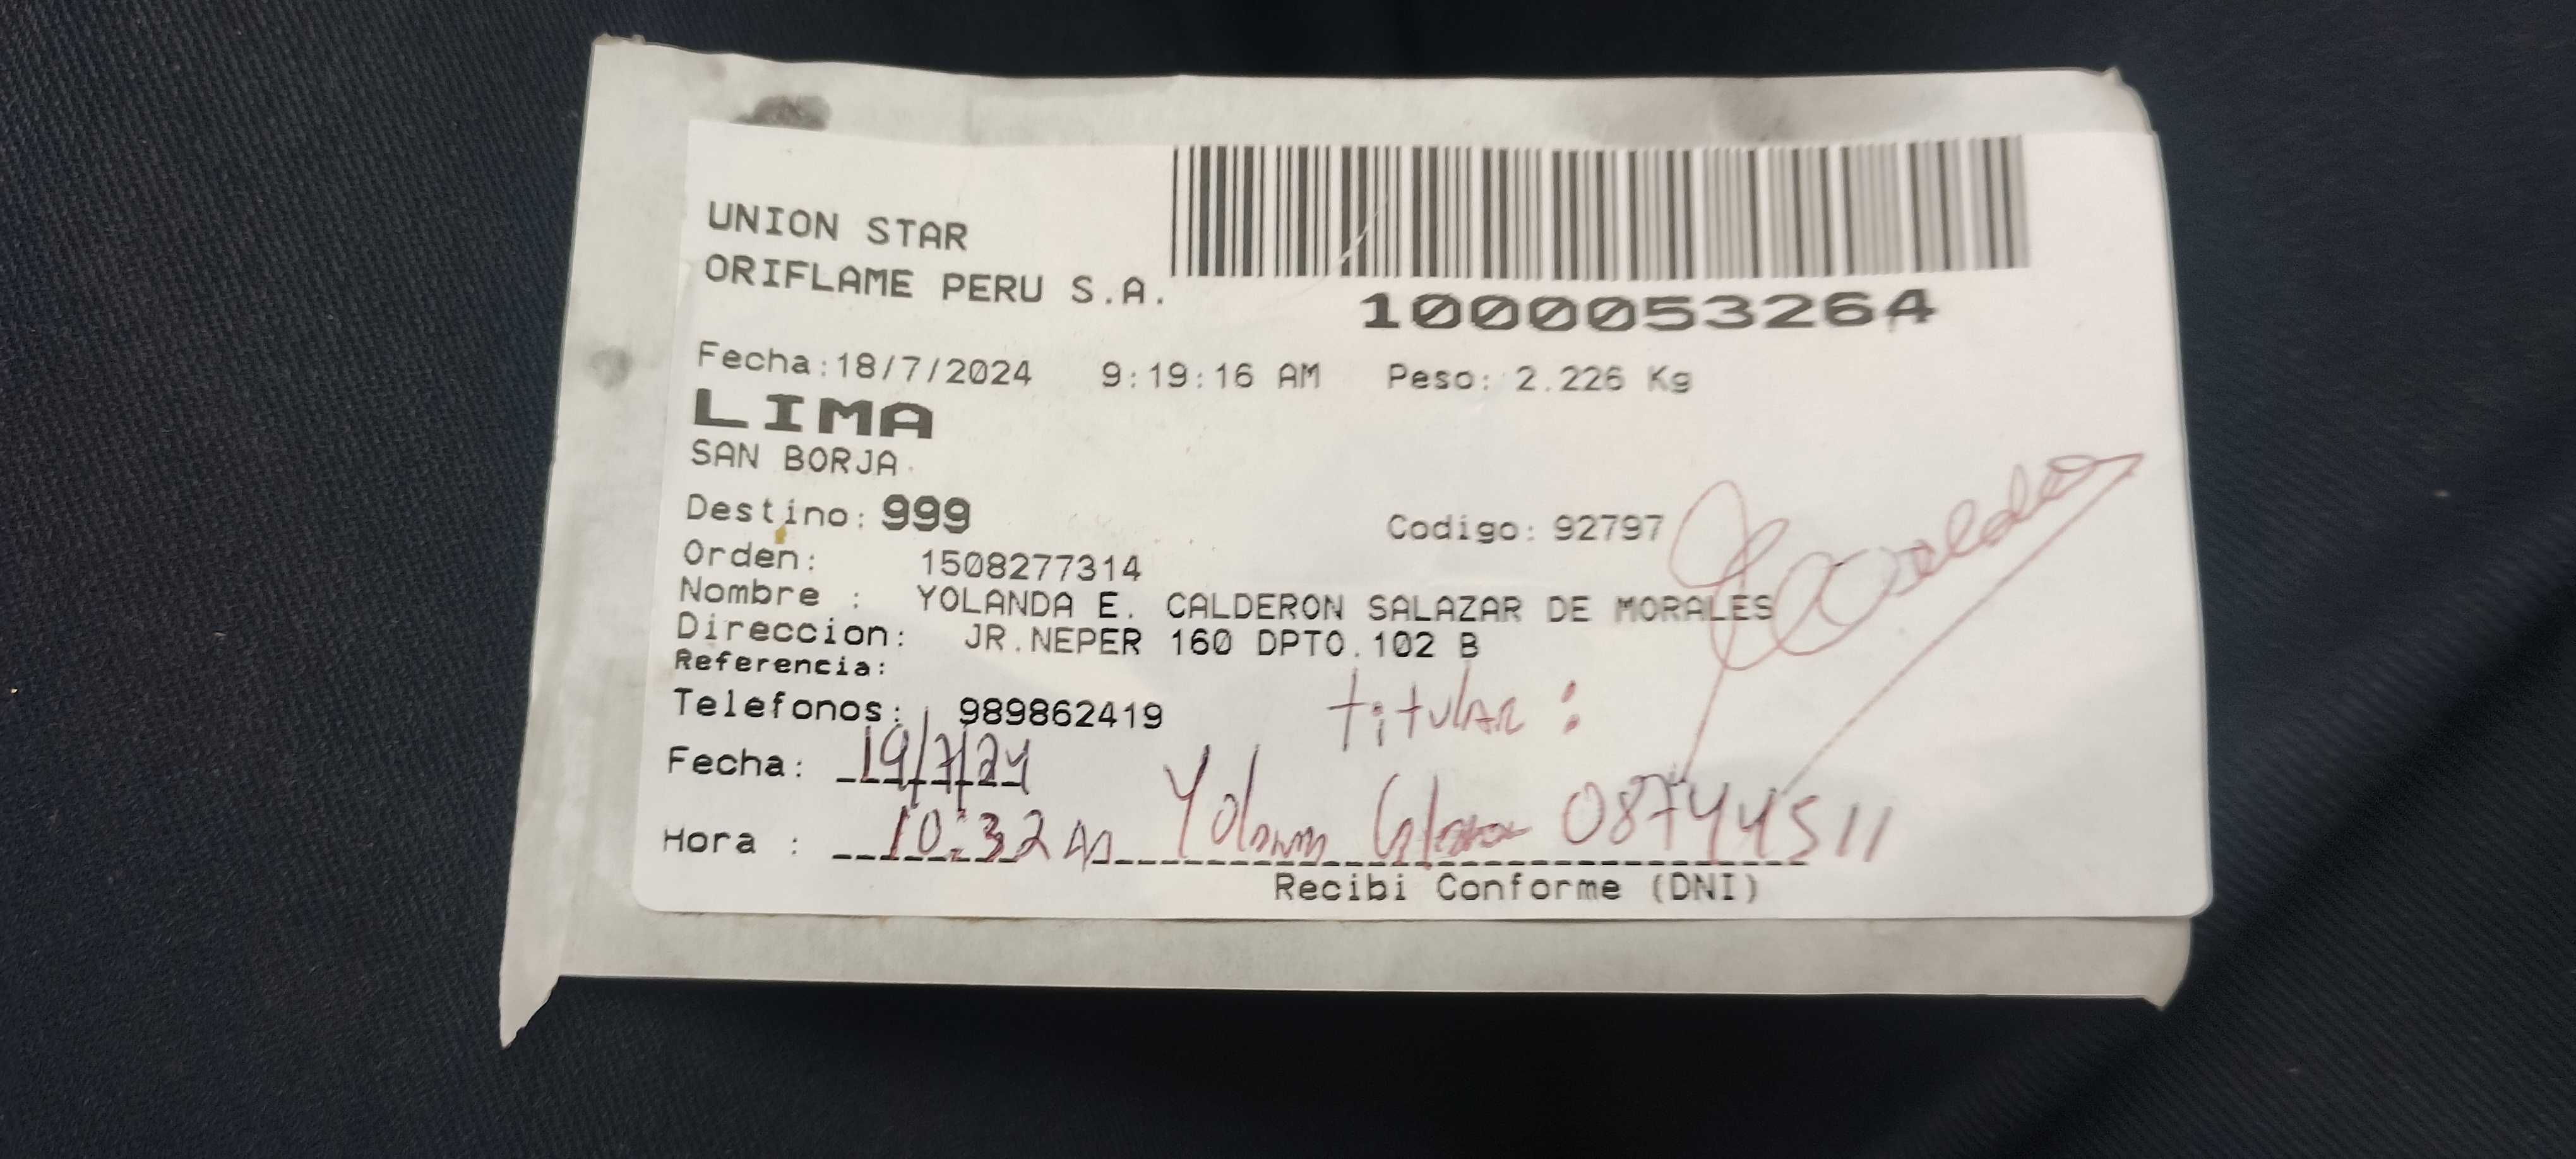 UNION STAR
ORIFLAME PERU S.A.
1000053264
Fecha:18/7/2024 9:19:16 AM Peso: 2.226 Kg
LIMA
SAN BORJA
Destino: 999 Codigo: 92797
Orden: 1508277314
Nombre : YOLANDA E. CALDERON SALAZAR DE MORALES
Direccion: JR.NEPER 160 DPTO.102 B
Referencia:
Telefonos: 989862419 titular:
Fecha: 19/7/24
Hora : 10:32 Yolanda Calderon 08744511
Recibi Conforme (DNI)